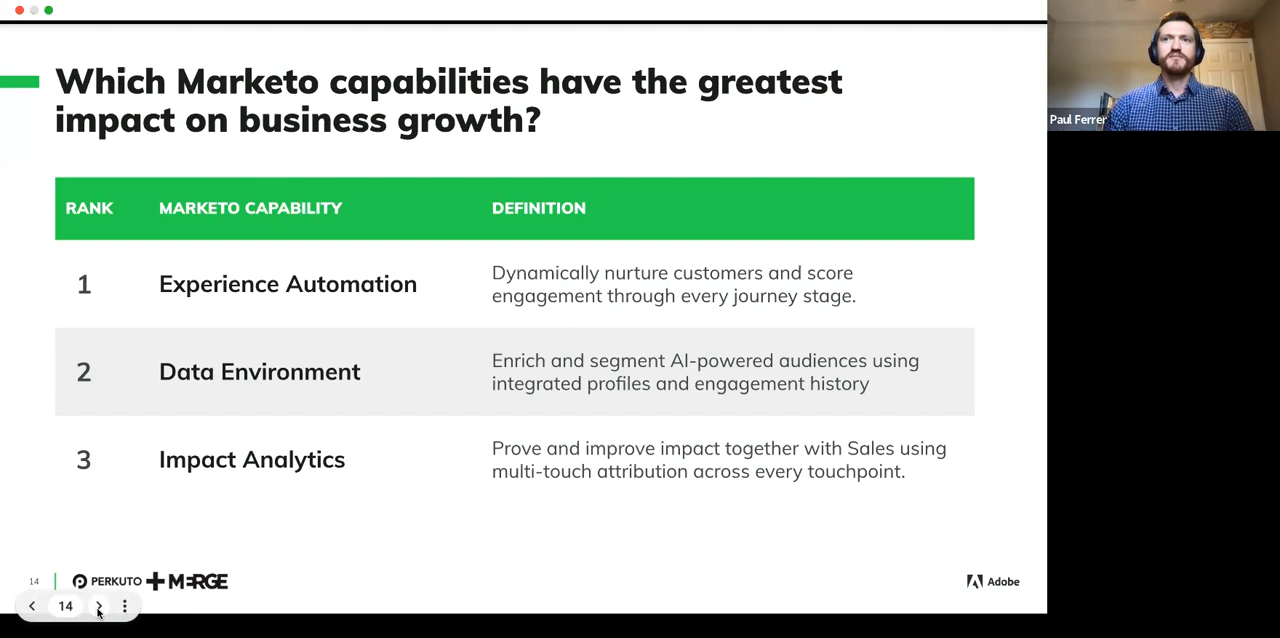 Which Marketo capabilities have the greatest
impact on business growth?
RANK MARKETO CAPABILITY DEFINITION
1 Experience Automation Dynamically nurture customers and score
engagement through every journey stage.
2 Data Environment Enrich and segment AI-powered audiences using
integrated profiles and engagement history
3 Impact Analytics Prove and improve impact together with Sales using
multi-touch attribution across every touchpoint.
14 PERKUTO + MERGE Adobe
14
Paul Ferrer